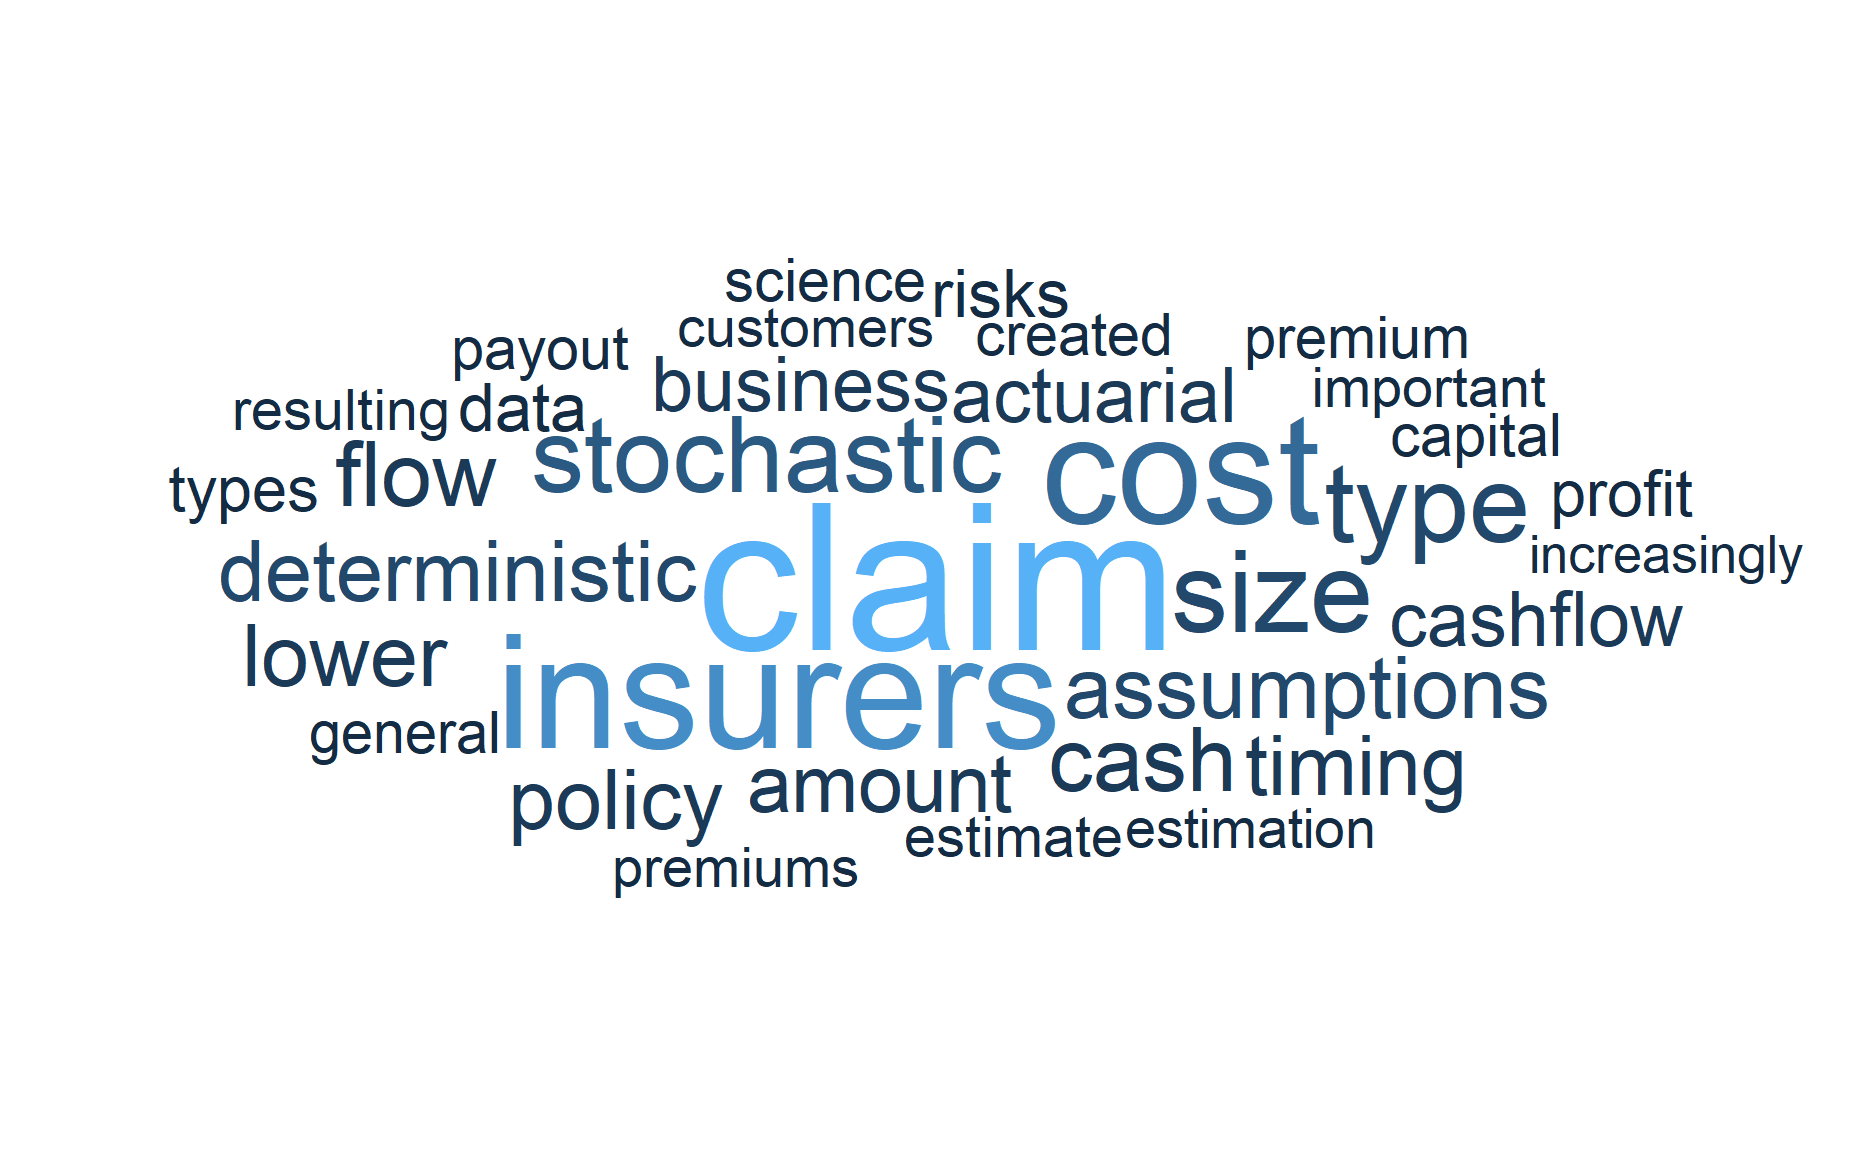 science
risks
customers
created
premium
payout
business
actuarial
important
resulting
data
stochastic
cost
capital
types
flow
type
profit
deterministic
claim
size
increasingly
cashflow
lower
insurers
assumptions
general
policy
amount
cash
timing
estimate
estimation
premiums